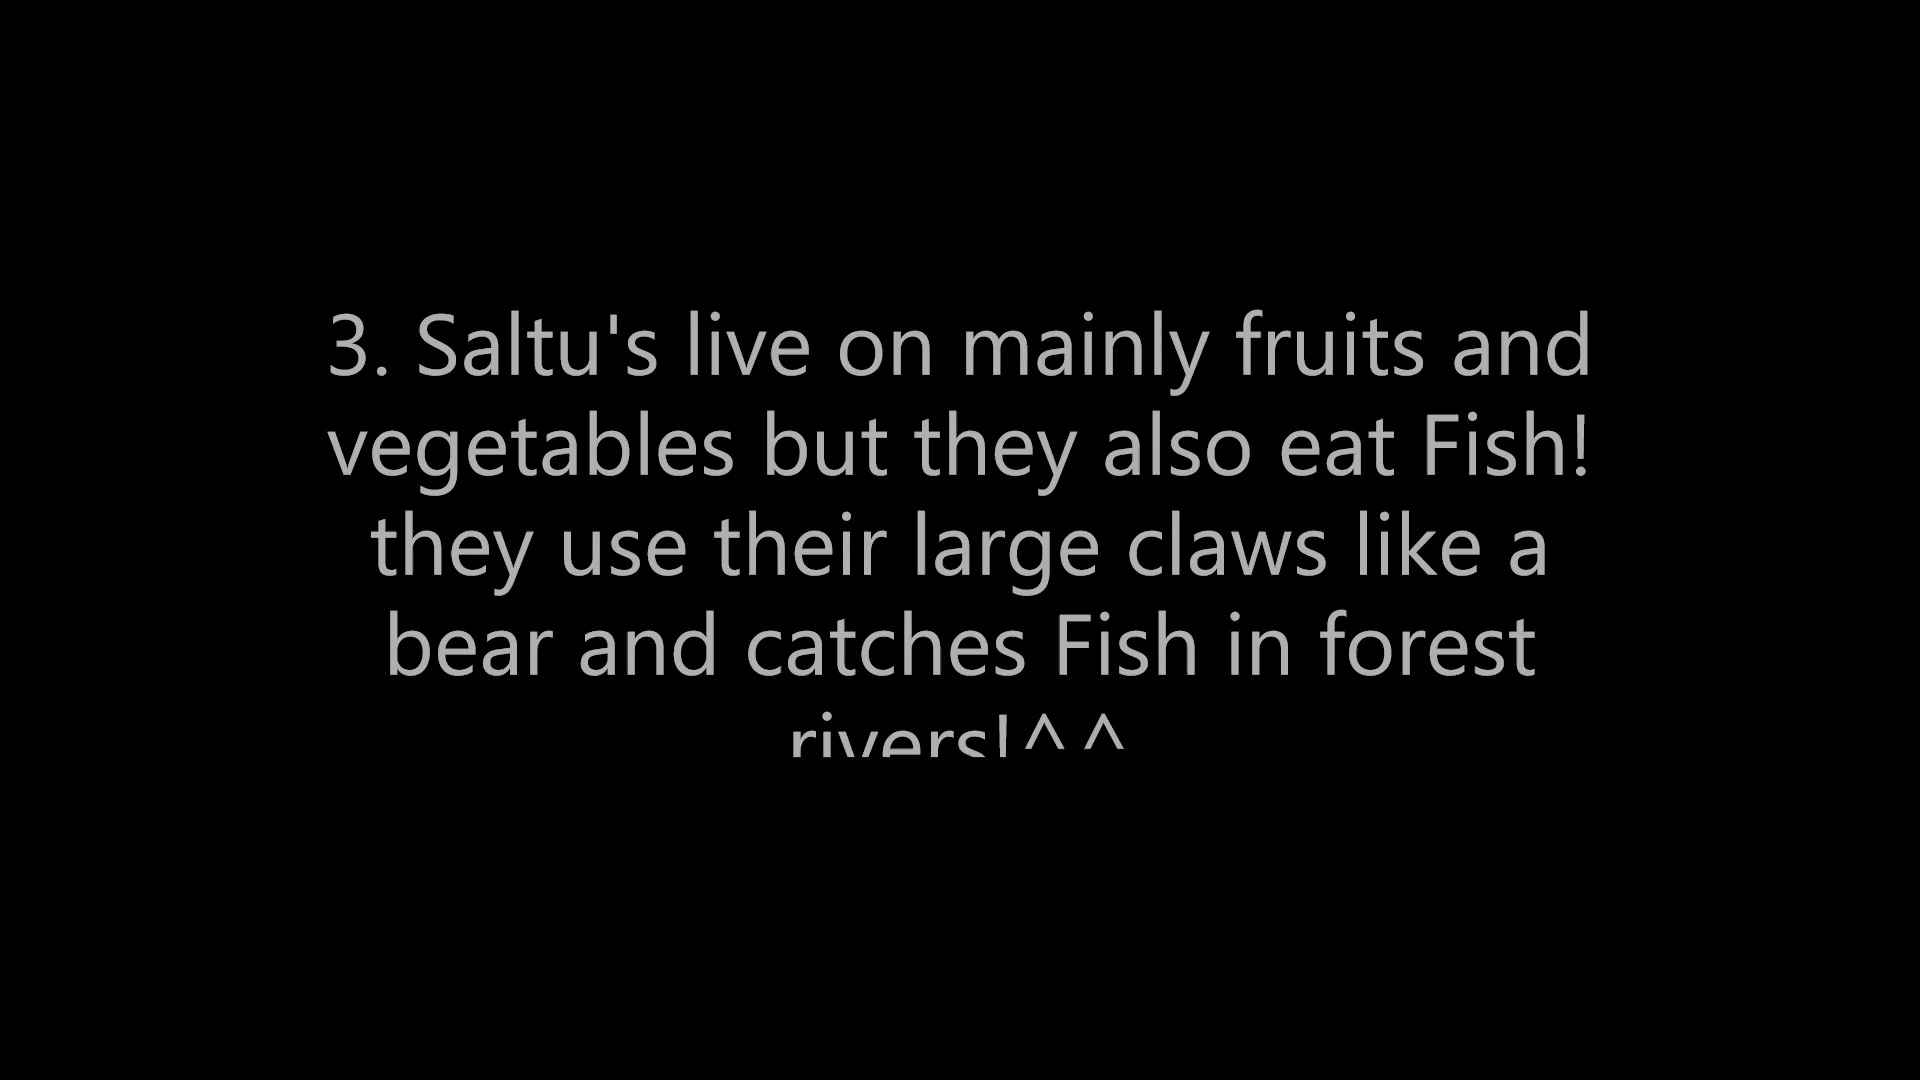 3. Saltu's live on mainly fruits and
vegetables but they also eat Fish!
they use their large claws like a
bear and catches Fish in forest
rivers!^^